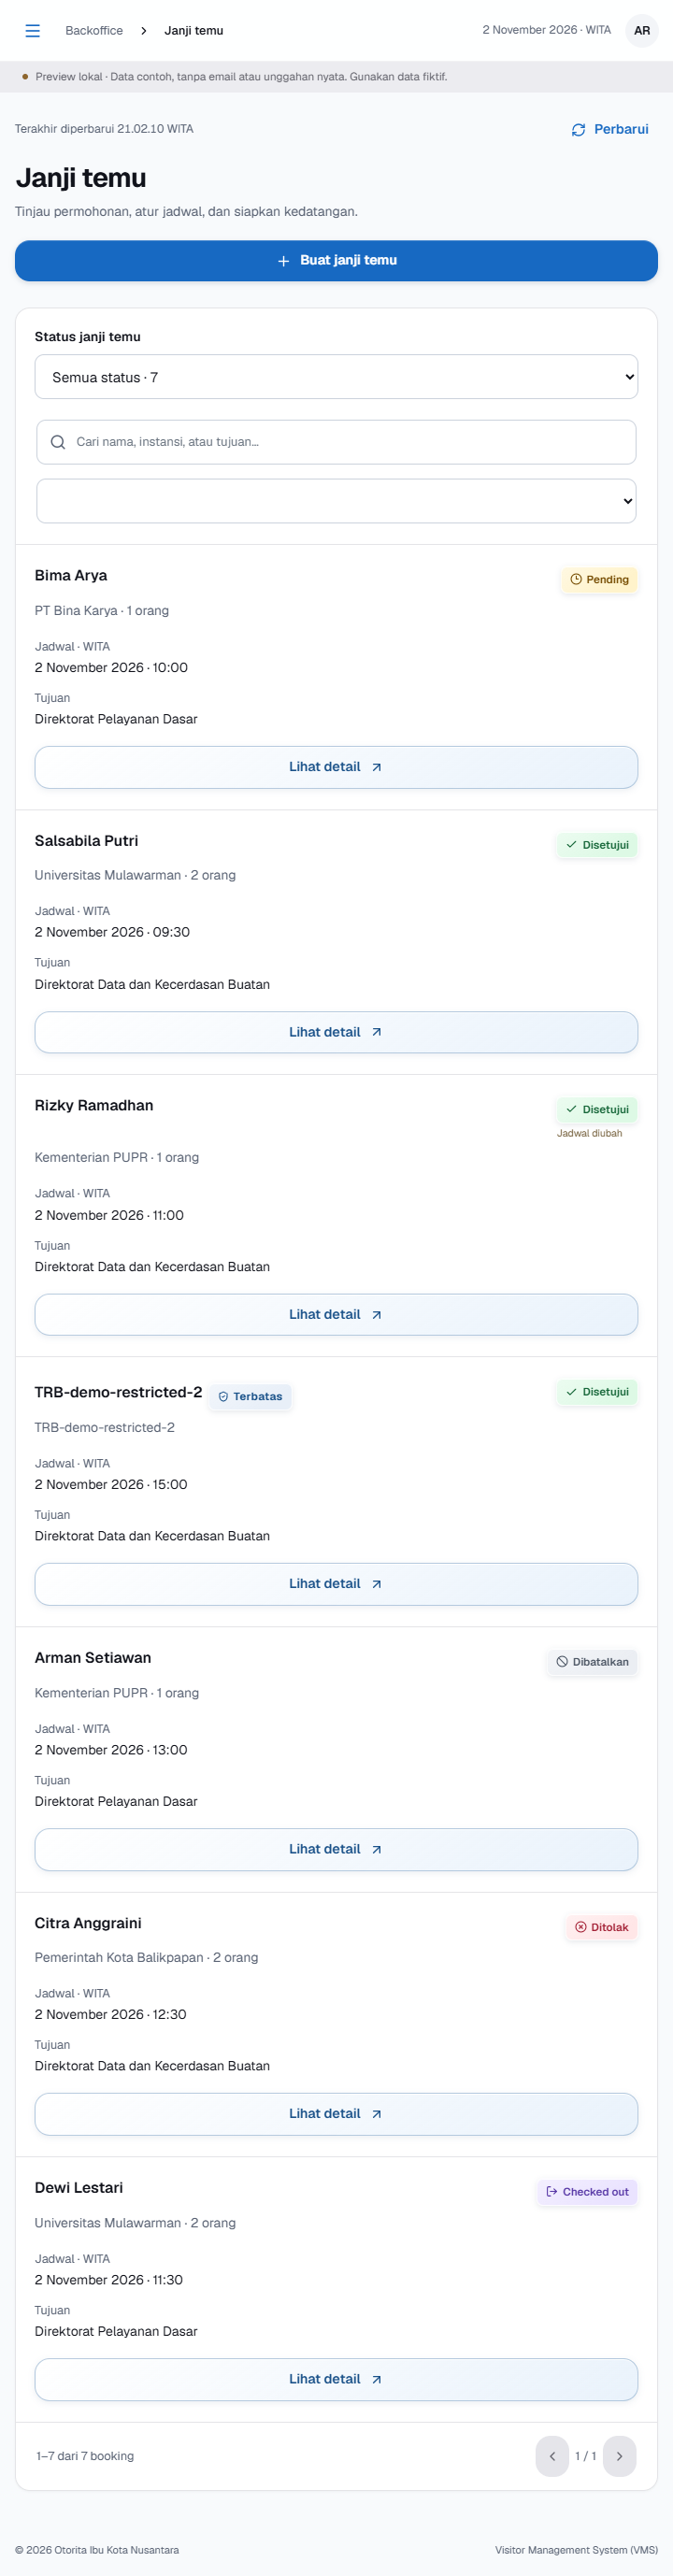 Backoffice > Janji temu
2 November 2026 · WITA
AR
Preview lokal · Data contoh, tanpa email atau unggahan nyata. Gunakan data fiktif.
Terakhir diperbarui 21.02.10 WITA
Perbarui
Janji temu
Tinjau permohonan, atur jadwal, dan siapkan kedatangan.
+ Buat janji temu
Status janji temu
Semua status · 7
Cari nama, instansi, atau tujuan...
Bima Arya
Pending
PT Bina Karya · 1 orang
Jadwal · WITA
2 November 2026 · 10:00
Tujuan
Direktorat Pelayanan Dasar
Lihat detail
Salsabila Putri
Disetujui
Universitas Mulawarman · 2 orang
Jadwal · WITA
2 November 2026 · 09:30
Tujuan
Direktorat Data dan Kecerdasan Buatan
Lihat detail
Rizky Ramadhan
Disetujui
Jadwal diubah
Kementerian PUPR · 1 orang
Jadwal · WITA
2 November 2026 · 11:00
Tujuan
Direktorat Data dan Kecerdasan Buatan
Lihat detail
TRB-demo-restricted-2
Terbatas
Disetujui
TRB-demo-restricted-2
Jadwal · WITA
2 November 2026 · 15:00
Tujuan
Direktorat Data dan Kecerdasan Buatan
Lihat detail
Arman Setiawan
Dibatalkan
Kementerian PUPR · 1 orang
Jadwal · WITA
2 November 2026 · 13:00
Tujuan
Direktorat Pelayanan Dasar
Lihat detail
Citra Anggraini
Ditolak
Pemerintah Kota Balikpapan · 2 orang
Jadwal · WITA
2 November 2026 · 12:30
Tujuan
Direktorat Data dan Kecerdasan Buatan
Lihat detail
Dewi Lestari
Checked out
Universitas Mulawarman · 2 orang
Jadwal · WITA
2 November 2026 · 11:30
Tujuan
Direktorat Pelayanan Dasar
Lihat detail
1–7 dari 7 booking
1 / 1
© 2026 Otorita Ibu Kota Nusantara
Visitor Management System (VMS)